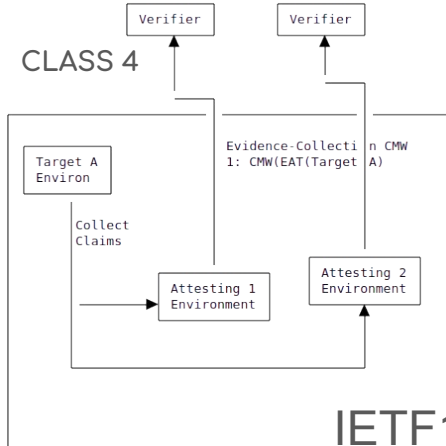 Verifier
Verifier
CLASS 4
Evidence-Collecti n CMW
1: CMW(EAT(Target A)
Target A
Environ
Collect
Claims
Attesting 1
Environment
Attesting 2
Environment
IETF1